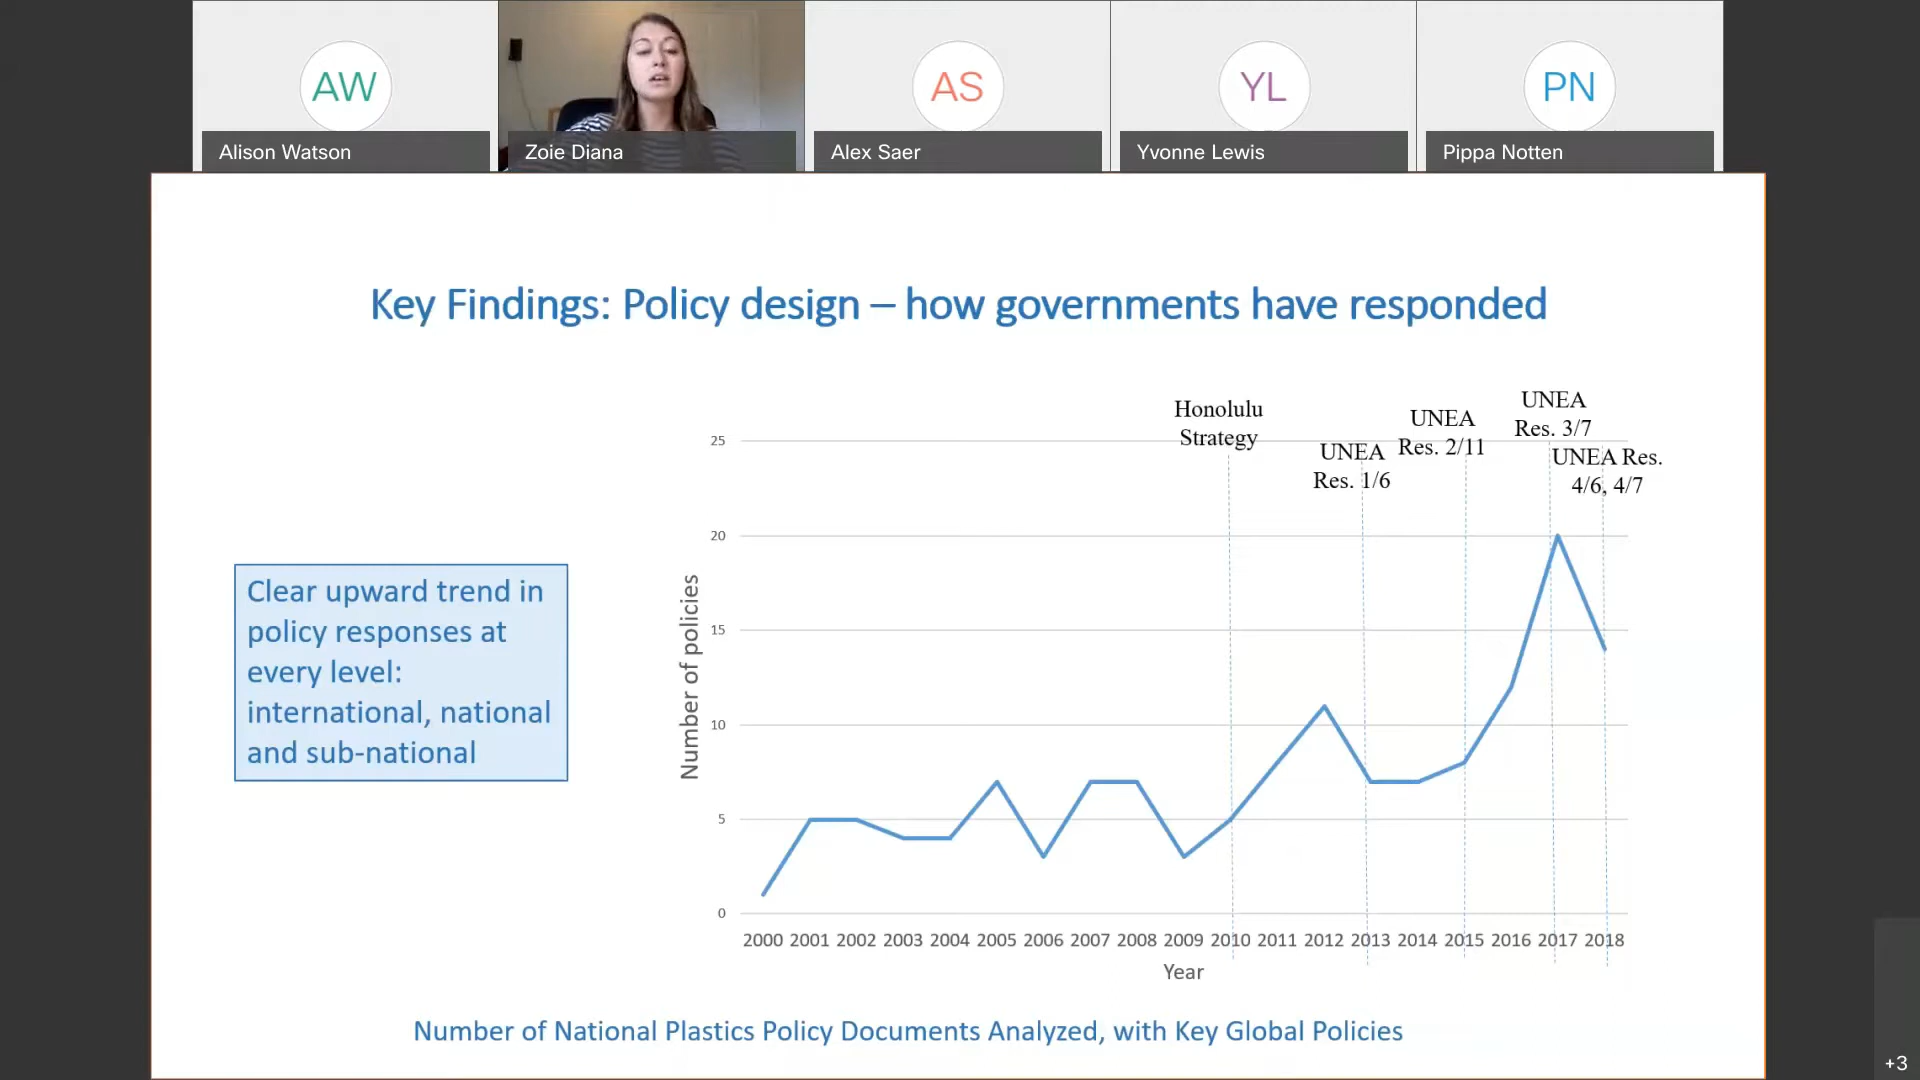 AW
AS
YL
PN
Alison Watson
Zoie Diana
Alex Saer
Yvonne Lewis
Pippa Notten
Key Findings: Policy design – how governments have responded
Clear upward trend in
policy responses at
every level:
international, national
and sub-national
Honolulu
Strategy
UNEA
Res. 1/6
UNEA
Res. 2/11
UNEA
Res. 3/7
UNEA Res.
4/6, 4/7
Number of policies
25
20
15
10
5
0
2000 2001 2002 2003 2004 2005 2006 2007 2008 2009 2010 2011 2012 2013 2014 2015 2016 2017 2018
Year
Number of National Plastics Policy Documents Analyzed, with Key Global Policies
+3